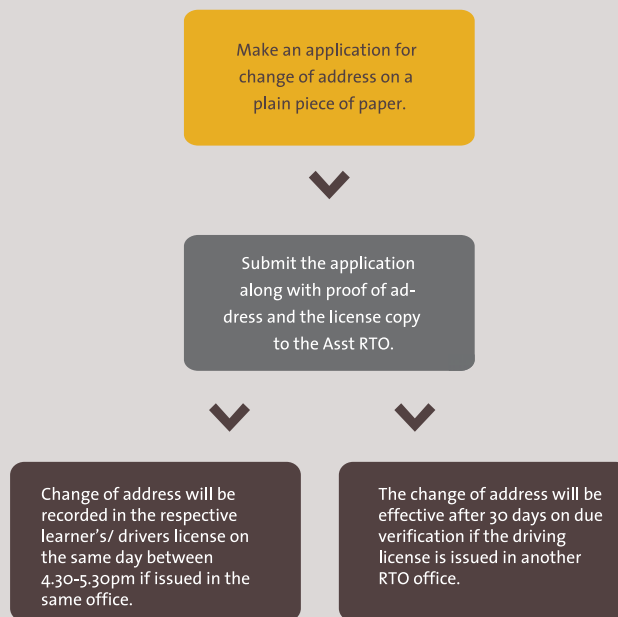 Make an application for
change of address on a
plain piece of paper.
Submit the application
along with proof of ad-
dress and the license copy
to the Asst RTO.
Change of address will be
recorded in the respective
learner's/ drivers license on
the same day between
4.30-5.30pm if issued in the
same office.
The change of address will be
effective after 30 days on due
verification if the driving
license is issued in another
RTO office.